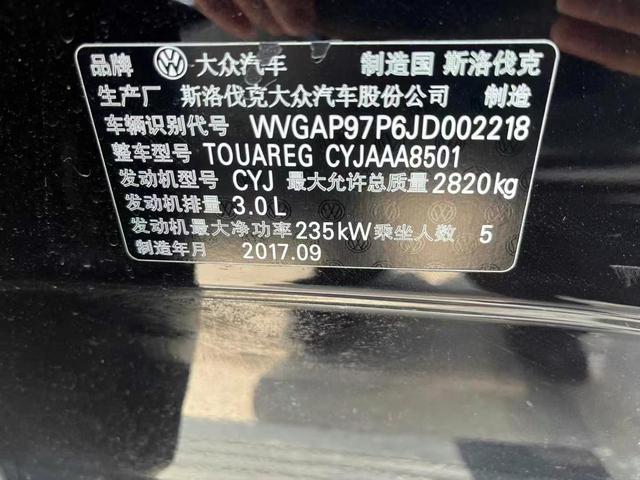 品牌 大众汽车 制造国 斯洛伐克
生产厂 斯洛伐克大众汽车股份公司 制造
车辆识别代号 WVGAP97P6JD002218
整车型号 TOUAREG CYJAAA8501
发动机型号 CYJ 最大允许总质量 2820kg
发动机排量 3.0L
发动机最大净功率 235kW 乘坐人数 5
制造年月 2017.09